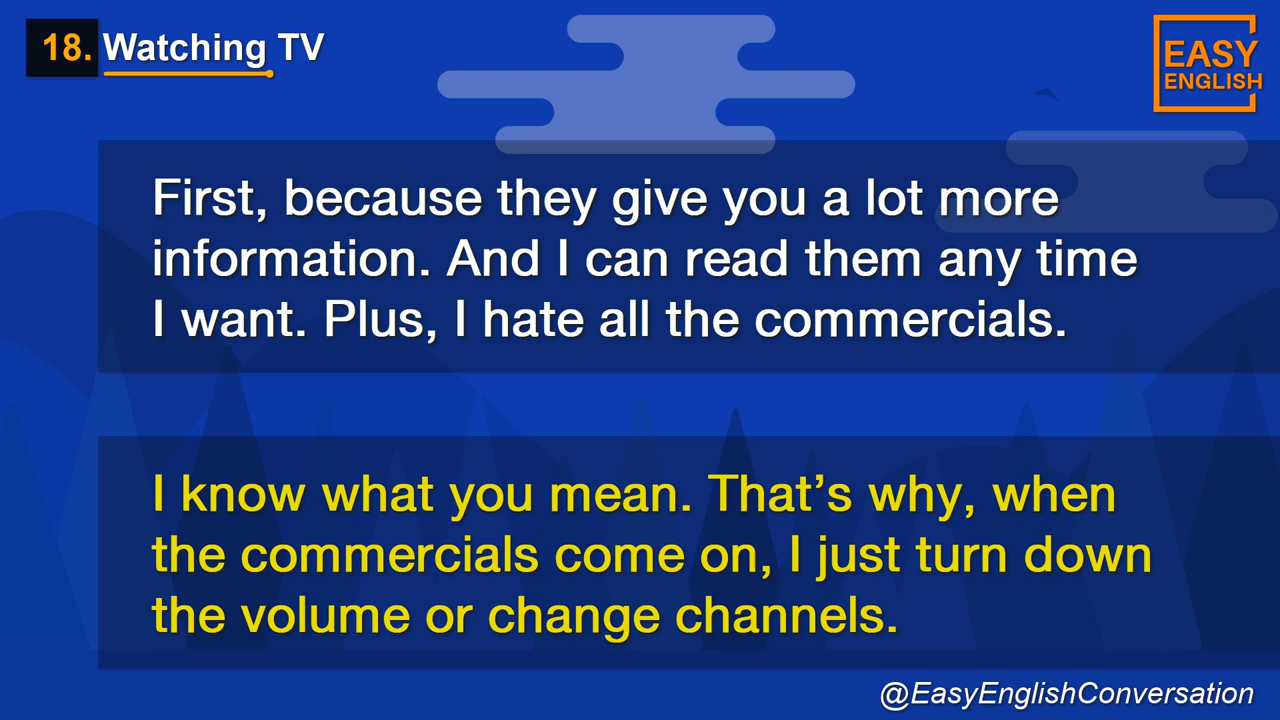 18. Watching TV
EASY
ENGLISH
First, because they give you a lot more
information. And I can read them any time
I want. Plus, I hate all the commercials.
I know what you mean. That’s why, when
the commercials come on, I just turn down
the volume or change channels.
@EasyEnglishConversation